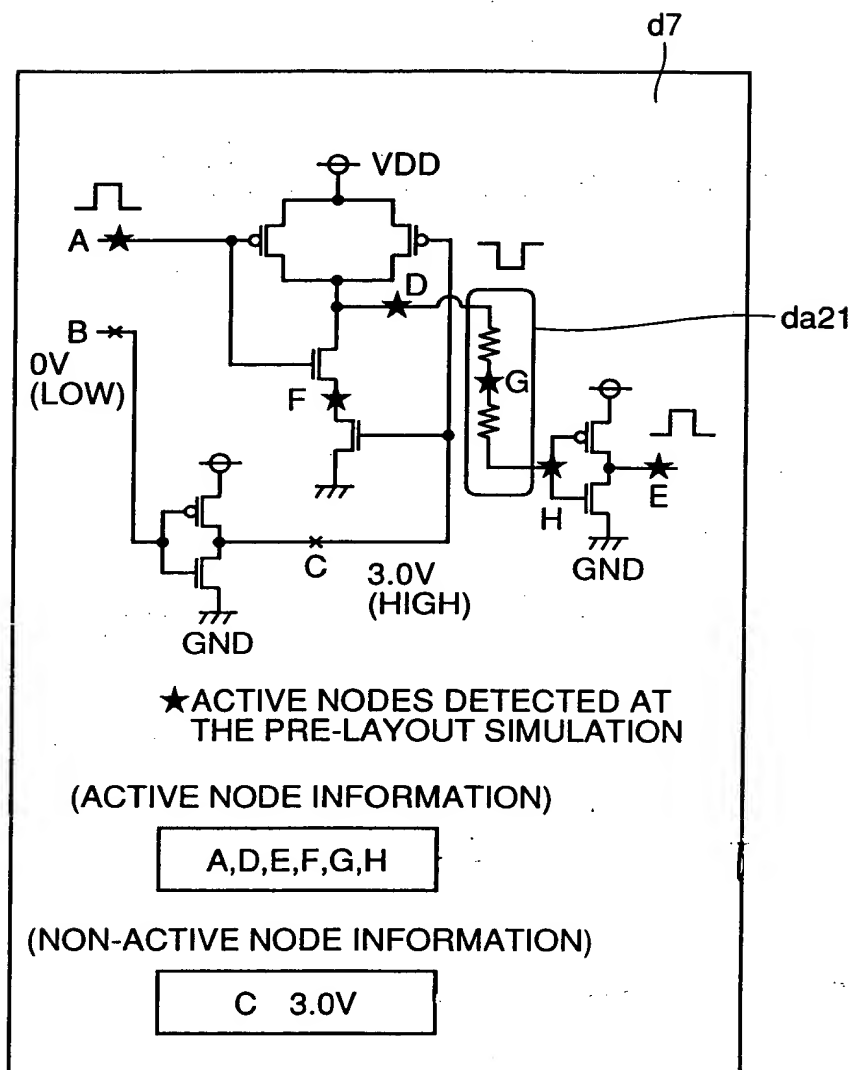 d7
VDD
A
D
da21
B
0V
(LOW)
F
G
H
E
C
3.0V
(HIGH)
GND
GND
★ACTIVE NODES DETECTED AT
THE PRE-LAYOUT SIMULATION
(ACTIVE NODE INFORMATION)
A,D,E,F,G,H
(NON-ACTIVE NODE INFORMATION)
C 3.0V